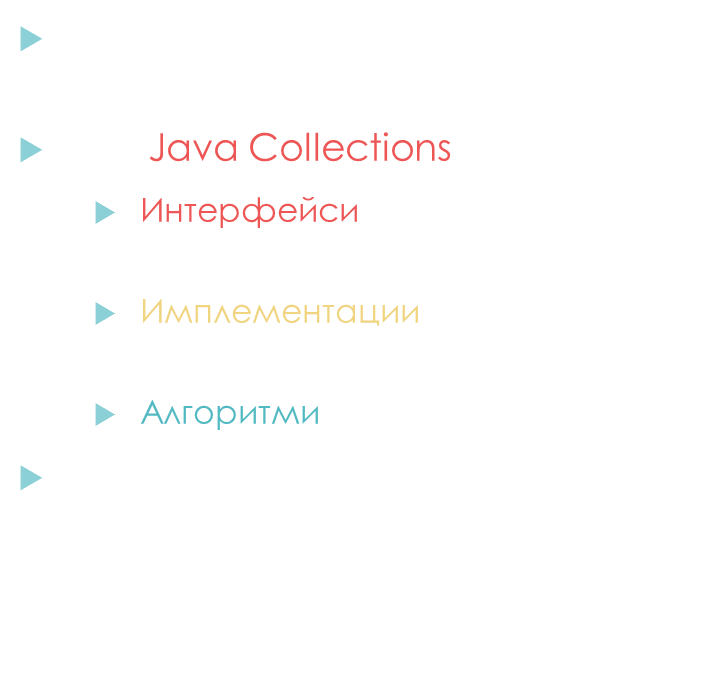 Java Collections
Интерфейси
Имплементации
Алгоритми